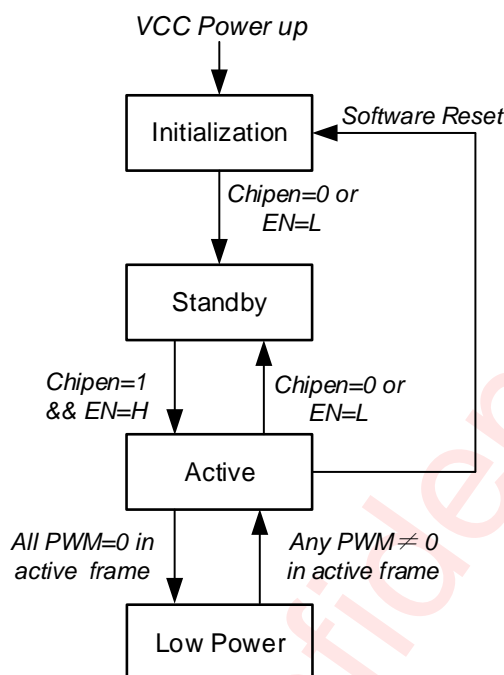 VCC Power up
Software Reset
Initialization
Chipen=0 or
EN=L
Standby
Chipen=1
&& EN=H
Chipen=0 or
EN=L
Active
All PWM=0 in
active frame
Any PWM≠0
in active frame
Low Power